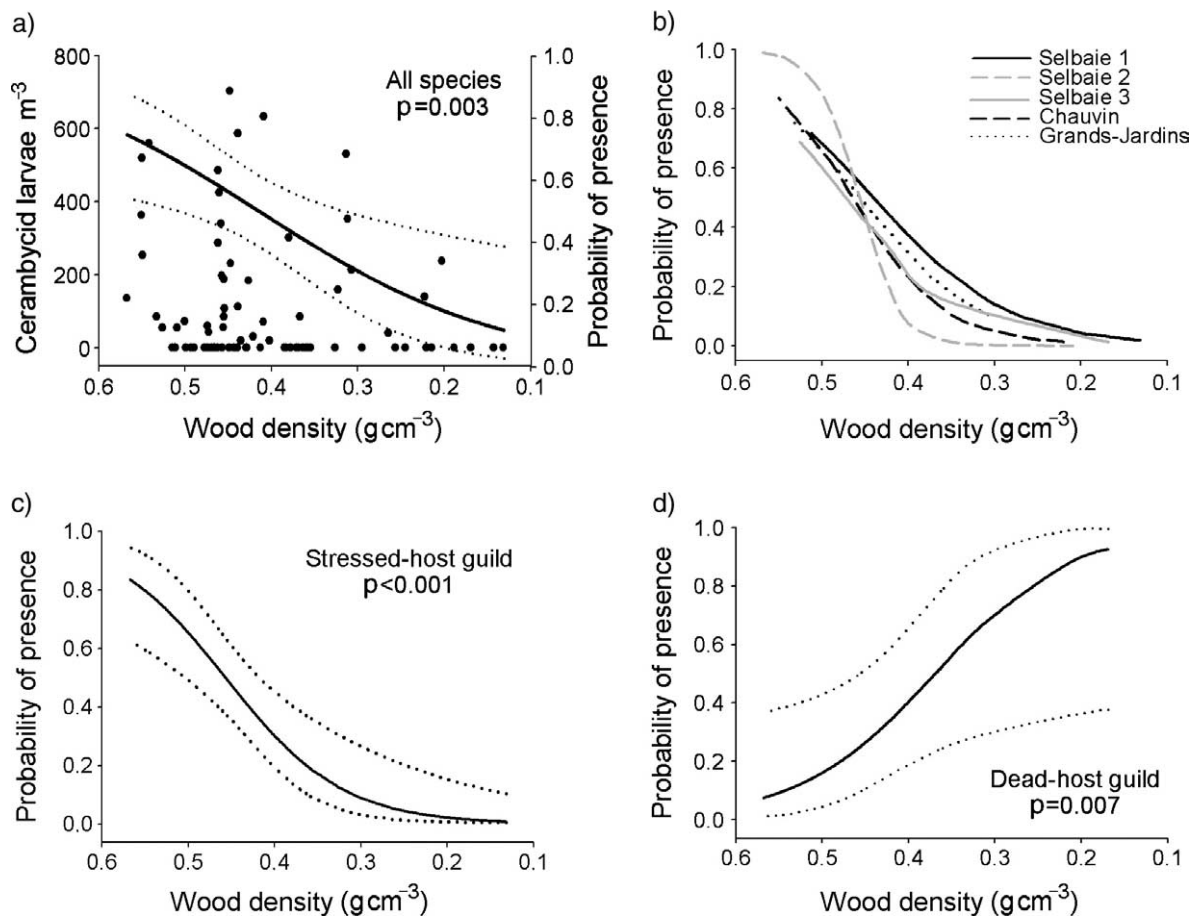 a)
Cerambycid larvae m⁻³
800
600
400
200
0
All species
p=0.003
1.0
0.8
0.6
0.4
0.2
0.0
Probability of presence
0.6 0.5 0.4 0.3 0.2 0.1
Wood density (g cm⁻³)
b)
Probability of presence
1.0
0.8
0.6
0.4
0.2
0.0
Selbaie 1
Selbaie 2
Selbaie 3
Chauvin
Grands-Jardins
0.6 0.5 0.4 0.3 0.2 0.1
Wood density (g cm⁻³)
c)
Probability of presence
1.0
0.8
0.6
0.4
0.2
0.0
Stressed-host guild
p<0.001
0.6 0.5 0.4 0.3 0.2 0.1
Wood density (g cm⁻³)
d)
Probability of presence
1.0
0.8
0.6
0.4
0.2
0.0
Dead-host guild
p=0.007
0.6 0.5 0.4 0.3 0.2 0.1
Wood density (g cm⁻³)